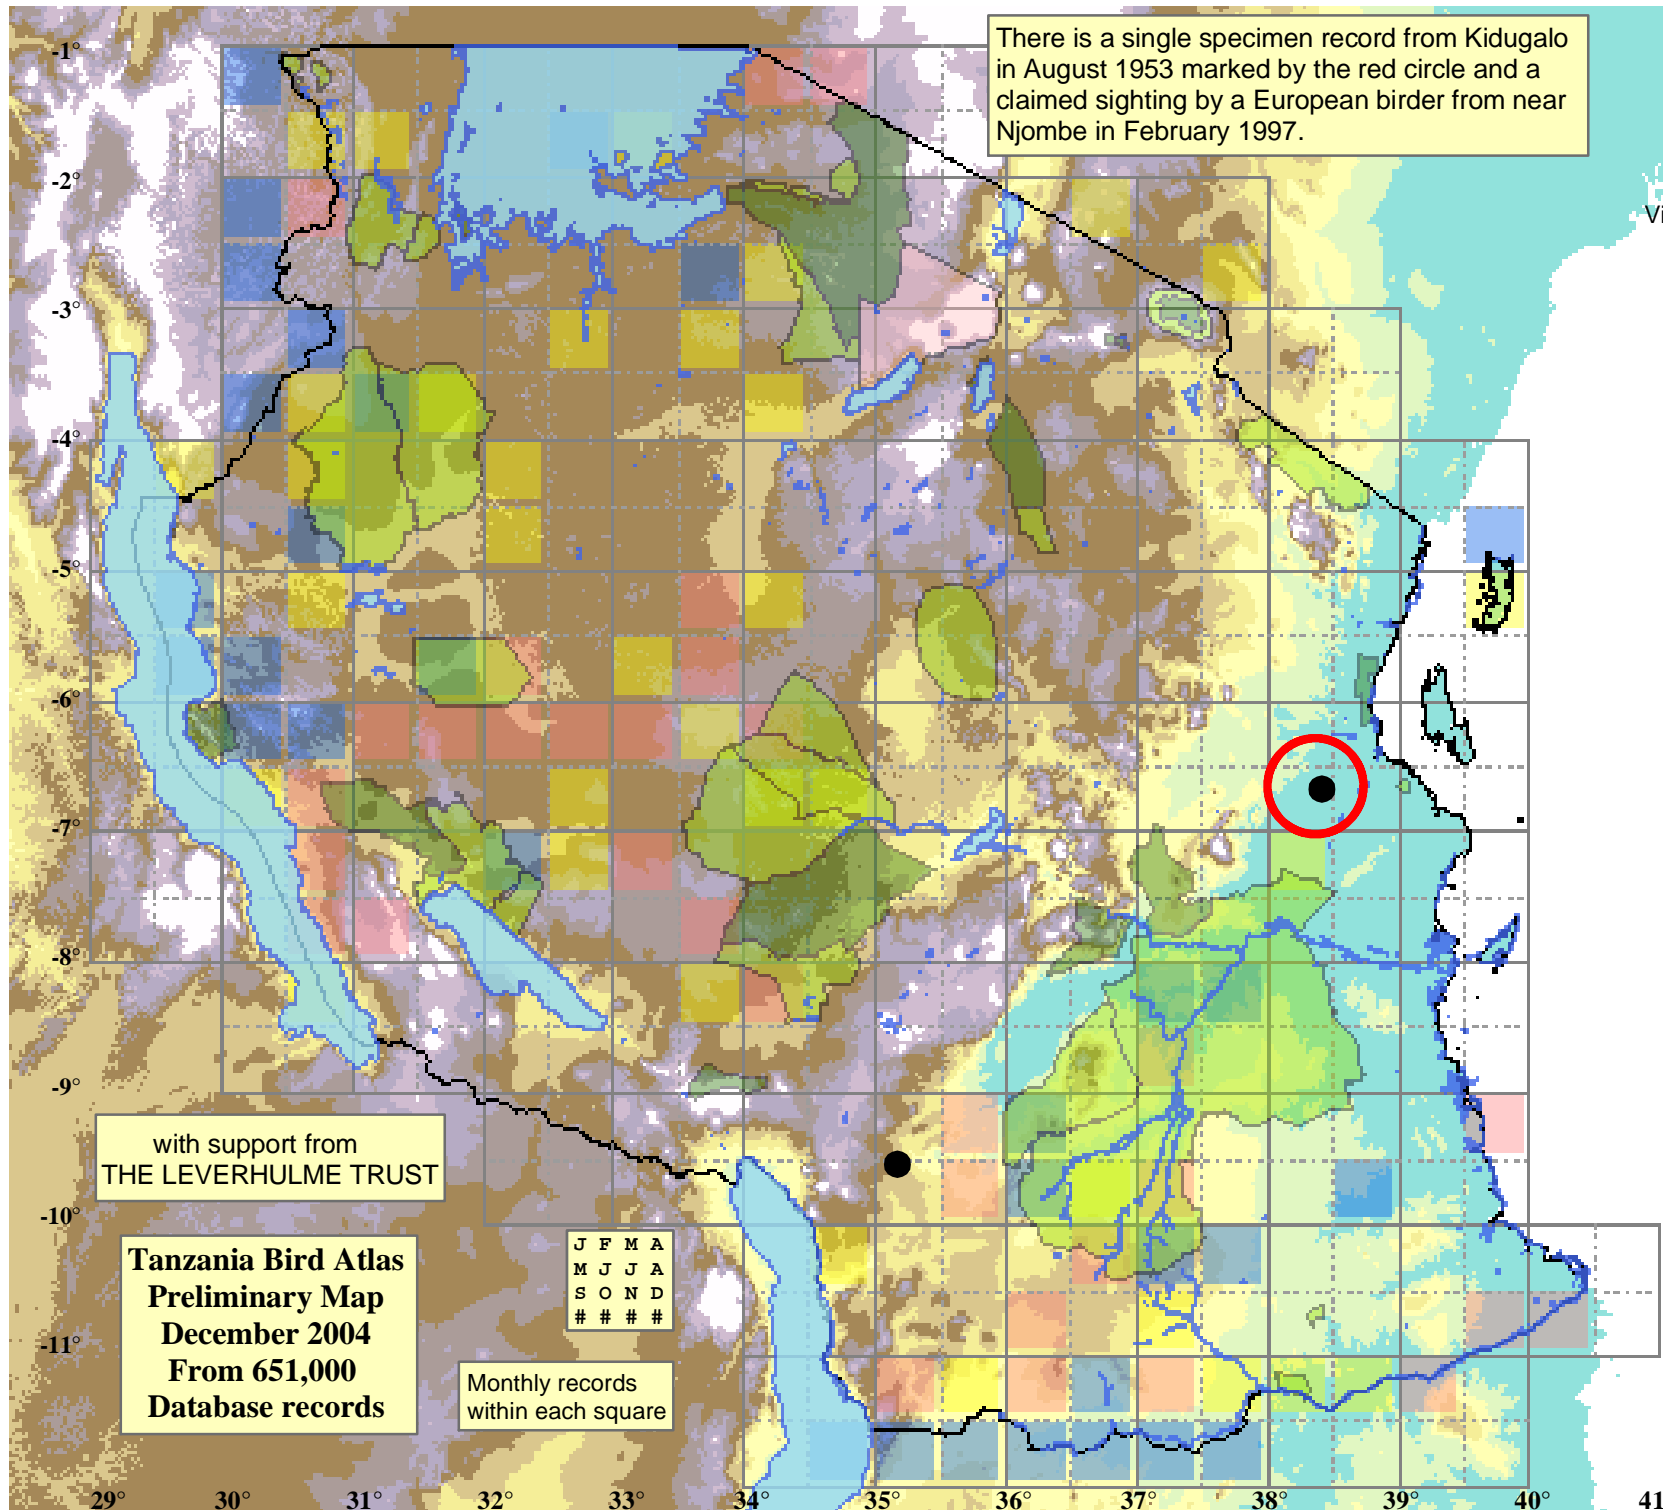 There is a single specimen record from Kidugalo
in August 1953 marked by the red circle and a
claimed sighting by a European birder from near
Njombe in February 1997.
Vi
-1°
-2°
-3°
-4°
-5°
-6°
-7°
-8°
-9°
-10°
-11°
with support from
THE LEVERHULME TRUST
Tanzania Bird Atlas
Preliminary Map
December 2004
From 651,000
Database records
J F M A
M J J A
S O N D
# # # #
Monthly records
within each square
29° 30° 31° 32° 33° 34° 35° 36° 37° 38° 39° 40° 41